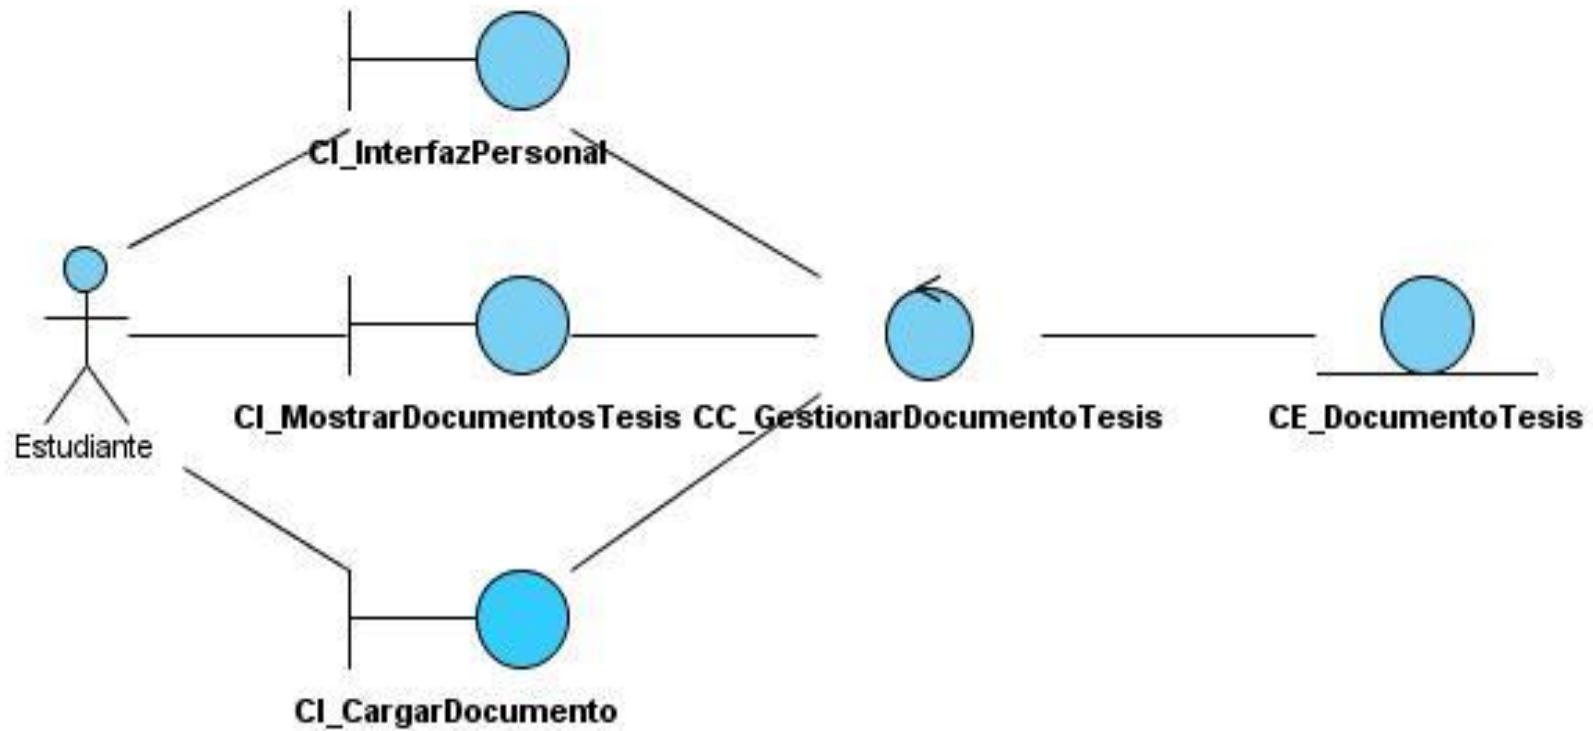 CI_InterfazPersonal
CI_MostrarDocumentosTesis CC_GestionarDocumentoTesis CE_DocumentoTesis
Estudiante
CI_CargarDocumento